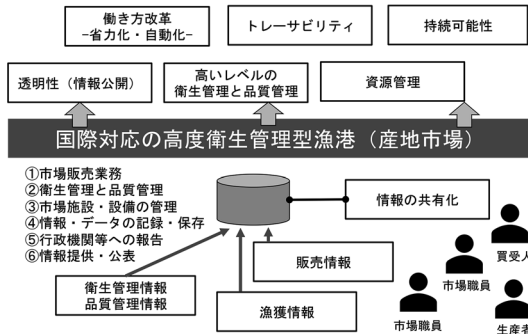 働き方改革
−省力化・自動化−
トレーサビリティ
持続可能性
透明性（情報公開）
高いレベルの
衛生管理と品質管理
資源管理
国際対応の高度衛生管理型漁港（産地市場）
①市場販売業務
②衛生管理と品質管理
③市場施設・設備の管理
④情報・データの記録・保存
⑤行政機関等への報告
⑥情報提供・公表
情報の共有化
販売情報
衛生管理情報
品質管理情報
漁獲情報
買受人
市場職員
市場職員
生産者